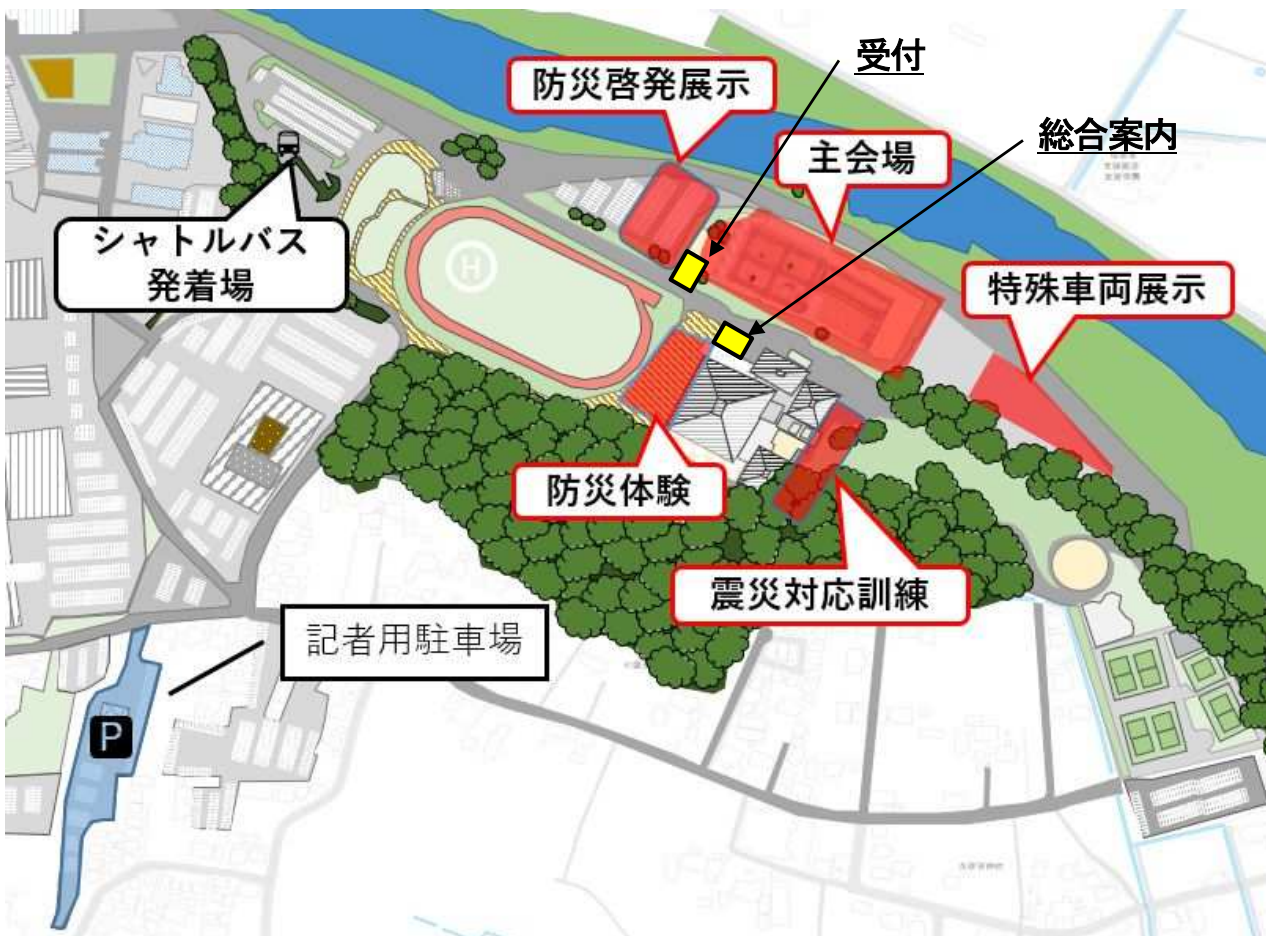 受付
防災啓発展示
総合案内
主会場
シャトルバス
発着場
H
特殊車両展示
防災体験
震災対応訓練
記者用駐車場
P